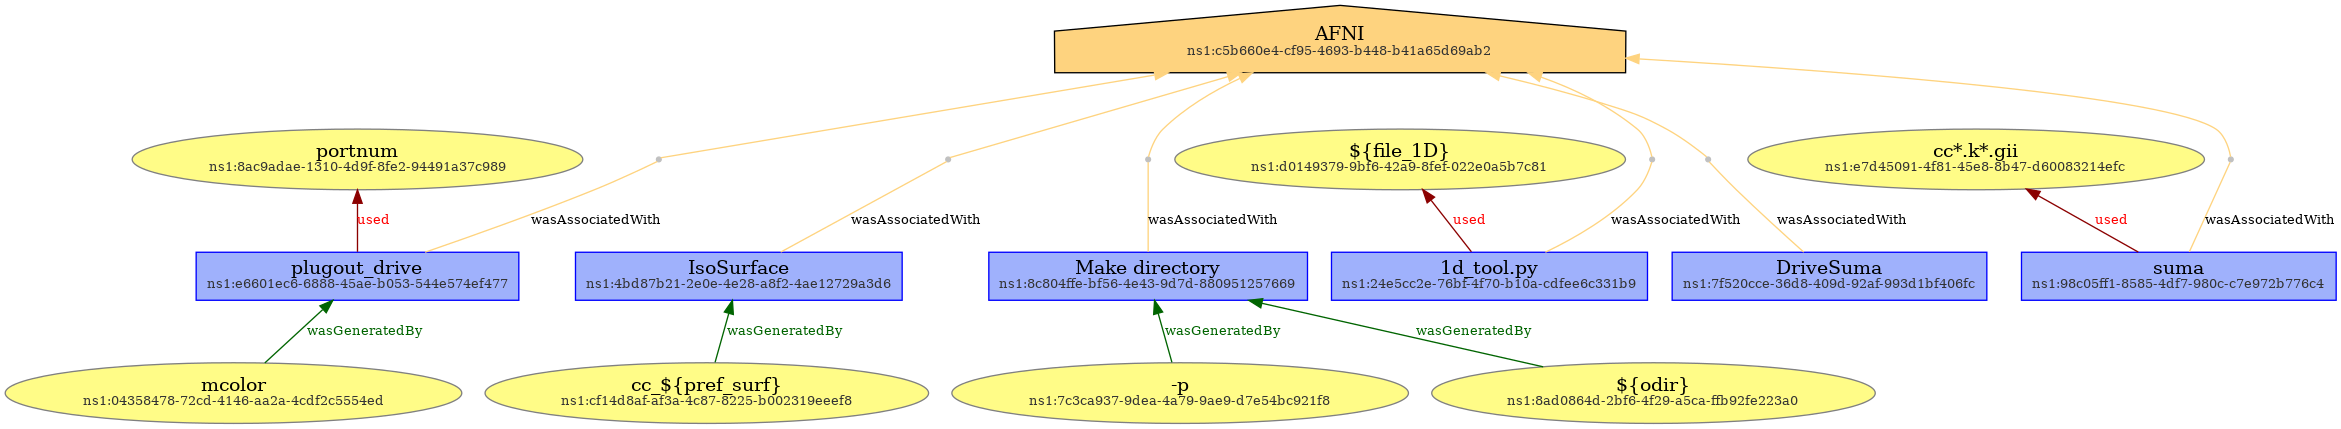 AFNI
ns1:c5b660e4-cf95-4693-b448-b41a65d69ab2
portnum
ns1:8ac9adae-1310-4d9f-8fe2-94491a37c989
${file_1D}
ns1:d0149379-9bf6-42a9-8fef-022e0a5b7c81
cc*.k*.gii
ns1:e7d45091-4f81-45e8-8b47-d60083214efc
used
wasAssociatedWith
wasAssociatedWith
wasAssociatedWith
used
wasAssociatedWith
wasAssociatedWith
used
wasAssociatedWith
plugout_drive
ns1:e6601ec6-6888-45ae-b053-544e574ef477
IsoSurface
ns1:4bd87b21-2e0e-4e28-a8f2-4ae12729a3d6
Make directory
ns1:8c804ffe-bf56-4e43-9d7d-880951257669
1d_tool.py
ns1:24e5cc2e-76bf-4f70-b10a-cdfee6c331b9
DriveSuma
ns1:7f520cce-36d8-409d-92af-993d1bf406fc
suma
ns1:98c05ff1-8585-4df7-980c-c7e972b776c4
wasGeneratedBy
wasGeneratedBy
wasGeneratedBy
wasGeneratedBy
mcolor
ns1:04358478-72cd-4146-aa2a-4cdf2c5554ed
cc_${pref_surf}
ns1:cf14d8af-af3a-4c87-8225-b002319eeef8
-p
ns1:7c3ca937-9dea-4a79-9ae9-d7e54bc921f8
${odir}
ns1:8ad0864d-2bf6-4f29-a5ca-ffb92fe223a0